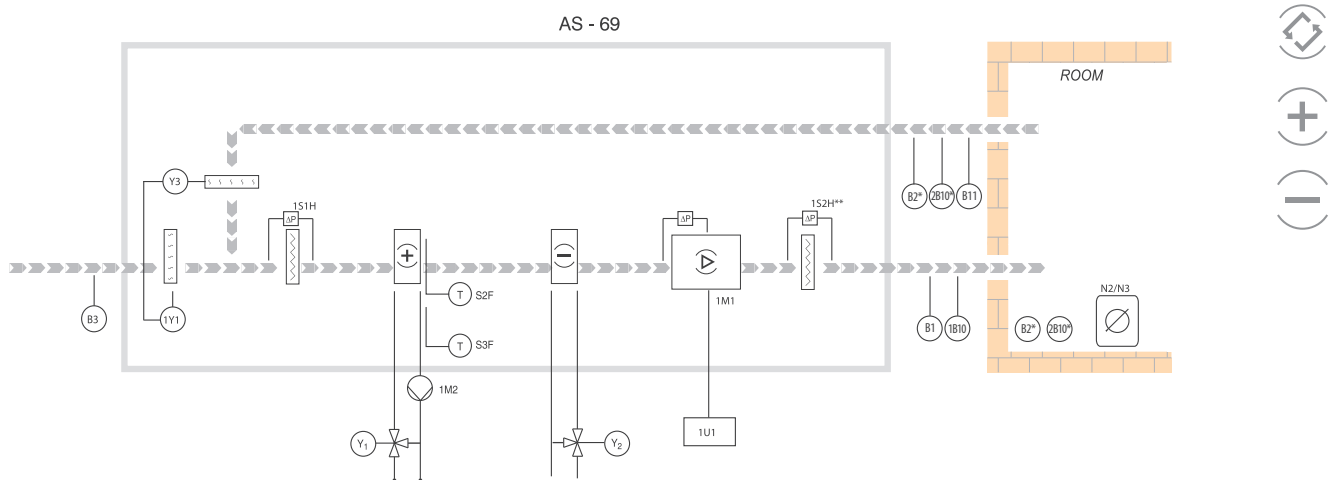 AS - 69
ROOM
Y3
1S1H
ΔP
ΔP
1S2H**
ΔP
B2*
2B10*
B11
S2F
T
B3
1Y1
1M1
B1
1B10
B2*
2B10*
N2/N3
T
S3F
1M2
Y1
Y2
1U1